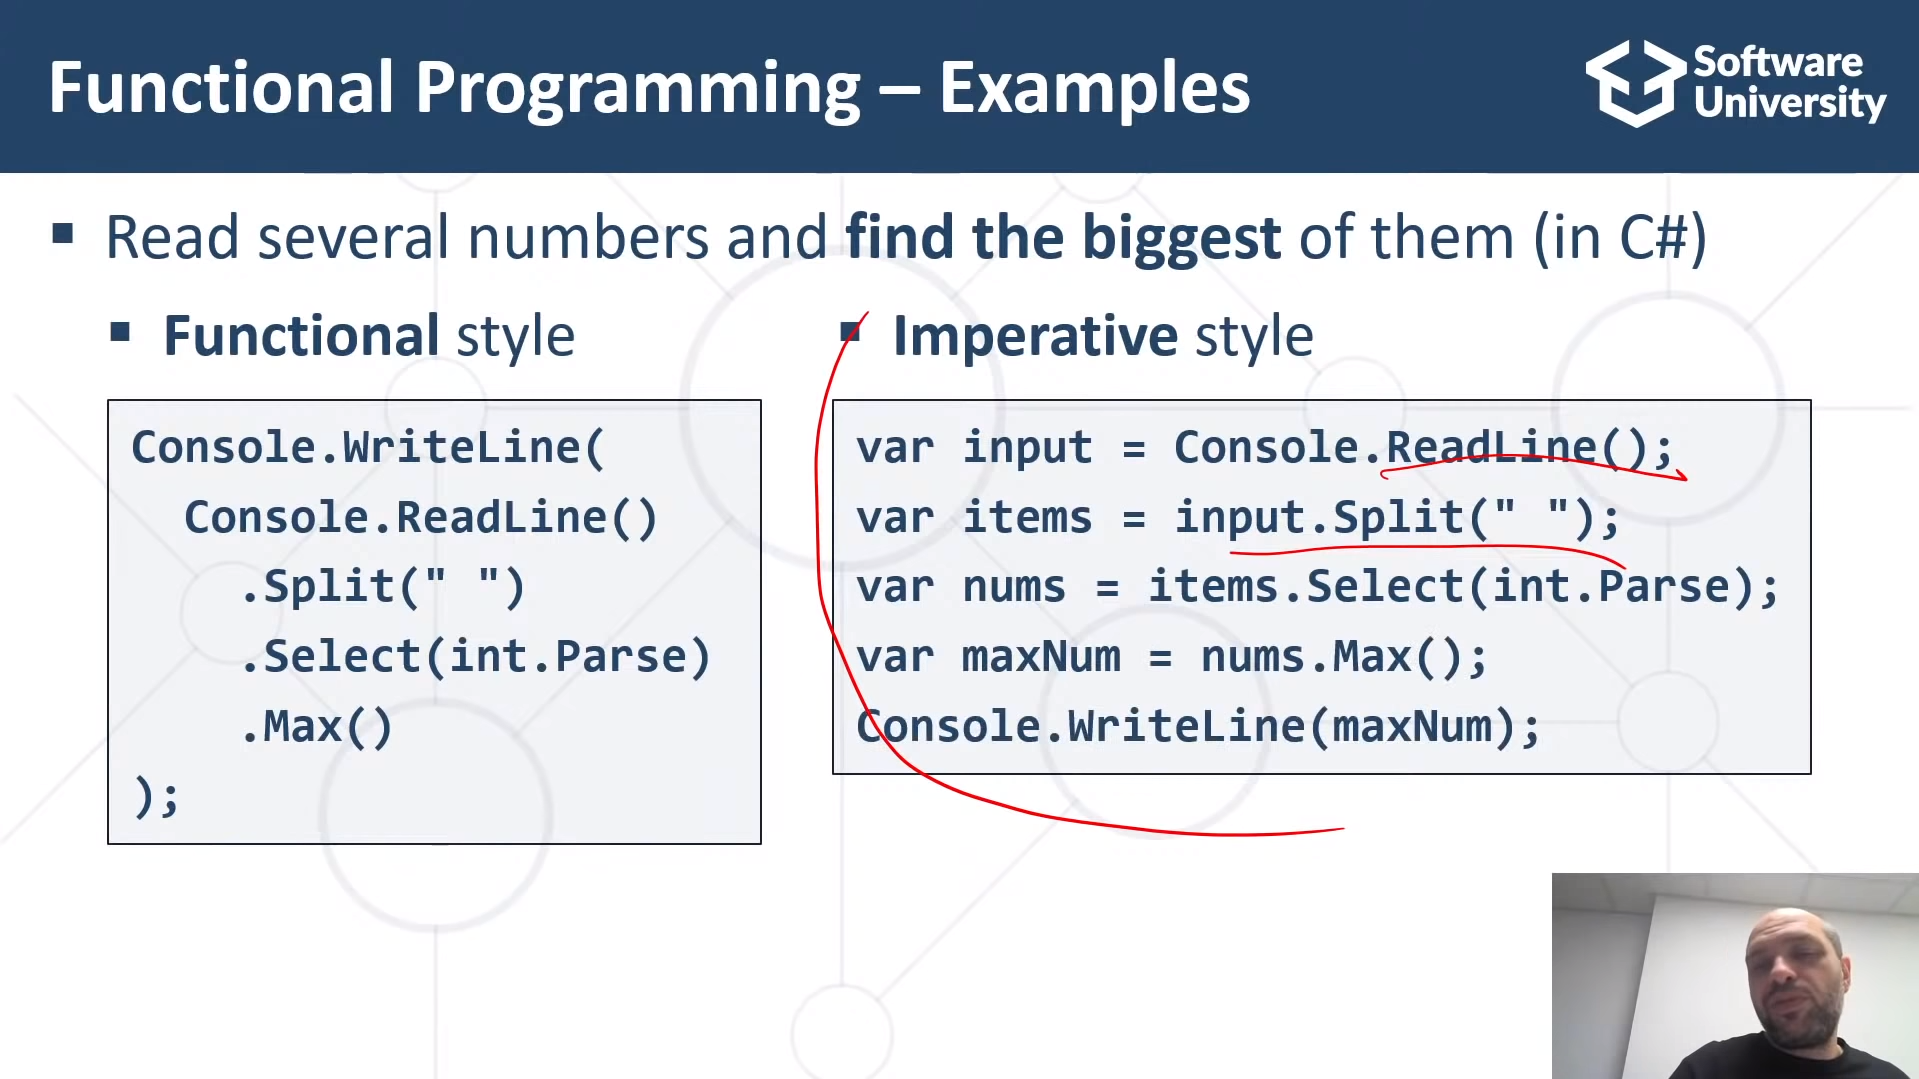 Functional Programming – Examples
Software
University
▪ Read several numbers and find the biggest of them (in C#)
▪ Functional style
Console.WriteLine(
  Console.ReadLine()
    .Split(" ")
    .Select(int.Parse)
    .Max()
);
▪ Imperative style
var input = Console.ReadLine();
var items = input.Split(" ");
var nums = items.Select(int.Parse);
var maxNum = nums.Max();
Console.WriteLine(maxNum);